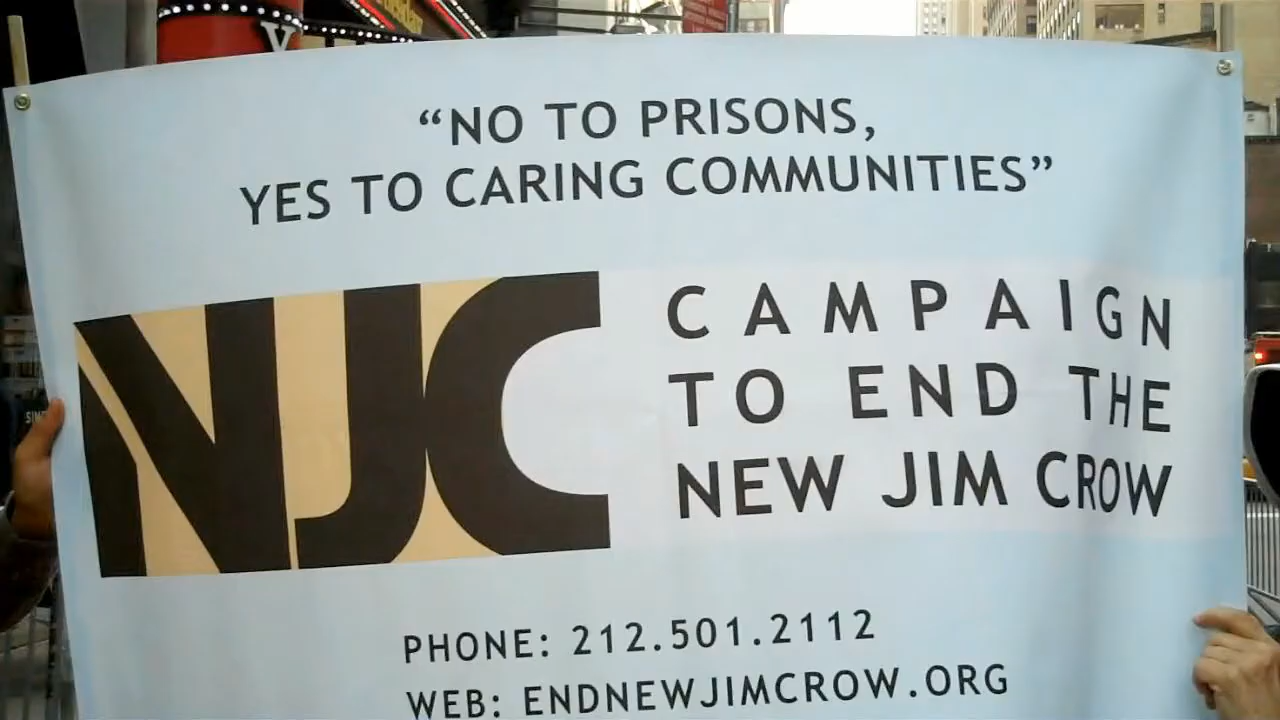 “NO TO PRISONS,
YES TO CARING COMMUNITIES”
NJC
CAMPAIGN
TO END THE
NEW JIM CROW
PHONE: 212.501.2112
WEB: ENDNEWJIMCROW.ORG